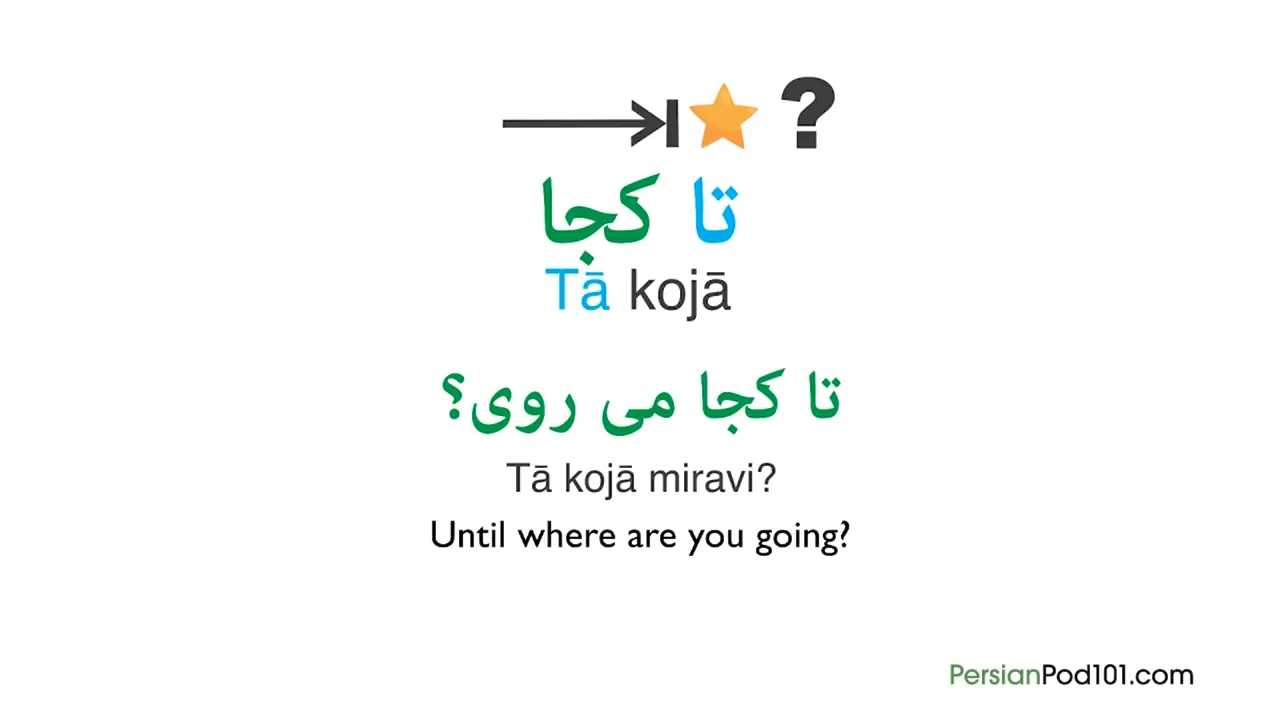 ?
تا کجا
Tā kojā
تا کجا می روی؟
Tā kojā miravi?
Until where are you going?
PersianPod101.com